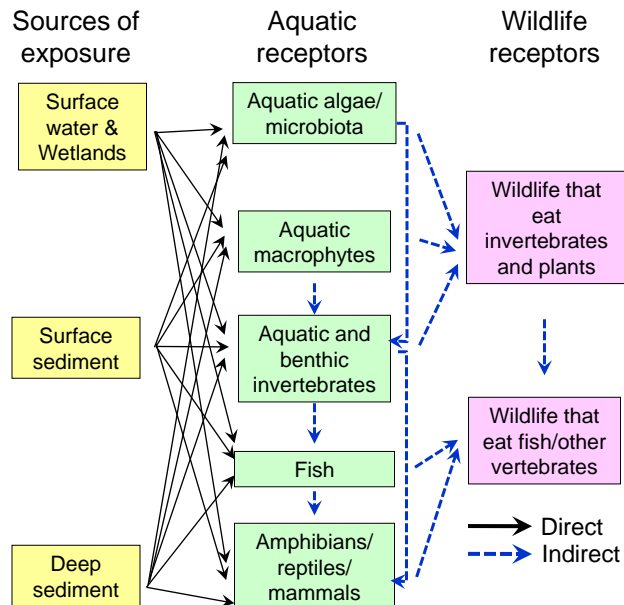 Sources of
exposure
Aquatic
receptors
Wildlife
receptors
Surface
water &
Wetlands
Surface
sediment
Deep
sediment
Aquatic algae/
microbiota
Aquatic
macrophytes
Aquatic and
benthic
invertebrates
Fish
Amphibians/
reptiles/
mammals
Wildlife that
eat
invertebrates
and plants
Wildlife that
eat fish/other
vertebrates
Direct
Indirect